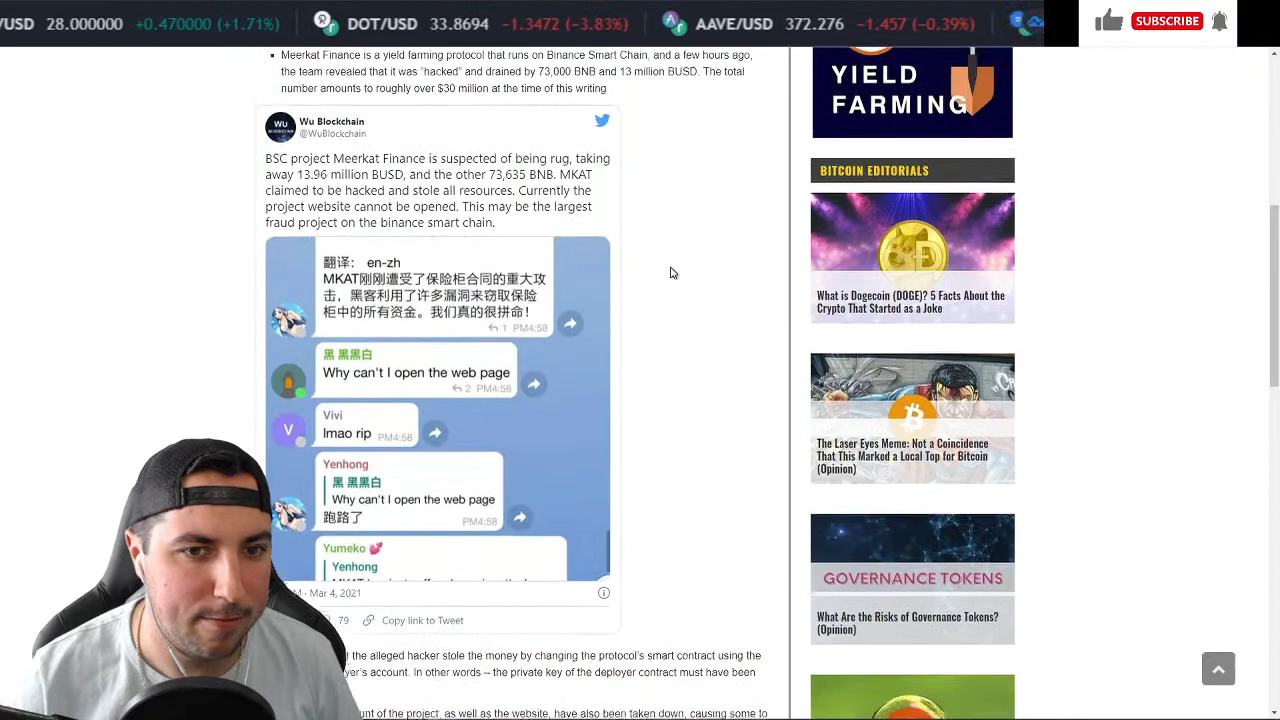 /USD 28.000000 +0.470000 (+1.71%) DOT/USD 33.8694 −1.3472 (−3.83%) AAVE/USD 372.276 −1.457 (−0.39%)
SUBSCRIBE
Meerkat Finance is a yield farming protocol that runs on Binance Smart Chain, and a few hours ago,
the team revealed that it was “hacked” and drained by 73,000 BNB and 13 million BUSD. The total
number amounts to roughly over $30 million at the time of this writing
WU
BLOCKCHAIN
Wu Blockchain
@WuBlockchain
BSC project Meerkat Finance is suspected of being rug, taking
away 13.96 million BUSD, and the other 73,635 BNB. MKAT
claimed to be hacked and stole all resources. Currently the
project website cannot be opened. This may be the largest
fraud project on the binance smart chain.
翻译: en-zh
MKAT刚刚遭受了保险柜合同的重大攻
击，黑客利用了许多漏洞来窃取保险
柜中的所有资金。我们真的很拼命！
1 PM4:58
黑 黑黑白
Why can't I open the web page
2 PM4:58
V
Vivi
lmao rip PM4:58
Yenhong
黑 黑黑白
Why can't I open the web page
跑路了
PM4:58
Yumeko 💕
Yenhong
Mar 4, 2021
79 Copy link to Tweet
the alleged hacker stole the money by changing the protocol's smart contract using the
yer's account. In other words – the private key of the deployer contract must have been
unt of the project, as well as the website, have also been taken down, causing some to
YIELD
FARMING
BITCOIN EDITORIALS
What is Dogecoin (DOGE)? 5 Facts About the
Crypto That Started as a Joke
The Laser Eyes Meme: Not a Coincidence
That This Marked a Local Top for Bitcoin
(Opinion)
GOVERNANCE TOKENS
What Are the Risks of Governance Tokens?
(Opinion)